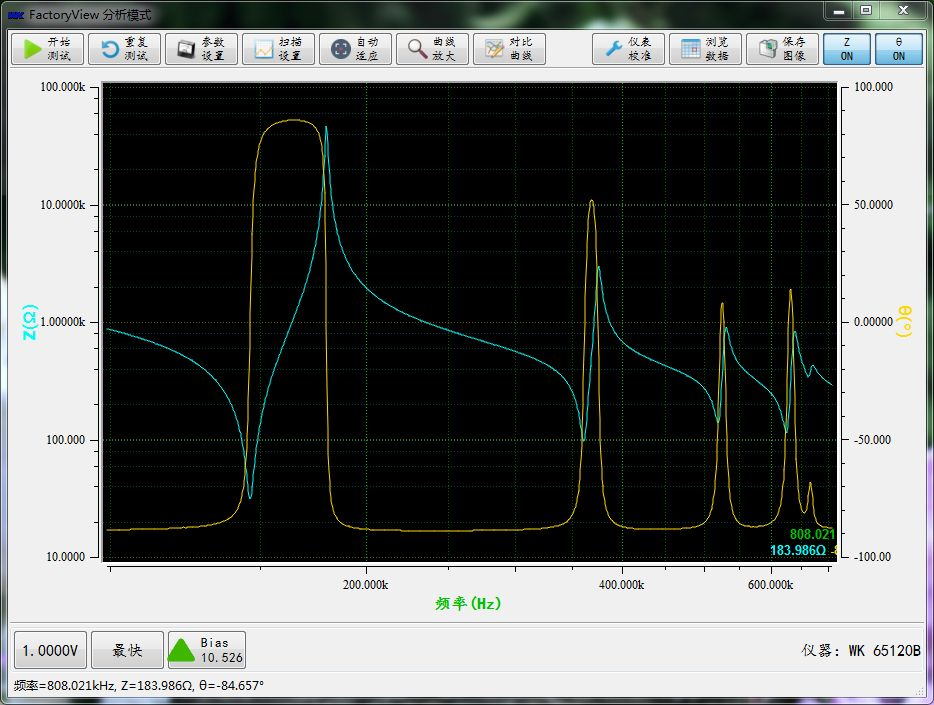 WK FactoryView 分析模式
开始 测试
重复 测试
参数 设置
扫描 设置
自动 适应
曲线 放大
对比 曲线
仪表 校准
浏览 数据
保存 图像
Z ON
θ ON
100.000k
10.0000k
1.00000k
100.000
10.0000
Z(Ω)
100.000
50.0000
0.00000
-50.000
-100.00
θ(°)
808.021
183.986Ω -8
200.000k
400.000k
600.000k
频率(Hz)
1.0000V
最快
Bias
10.526
仪器: WK 65120B
频率=808.021kHz, Z=183.986Ω, θ=-84.657°